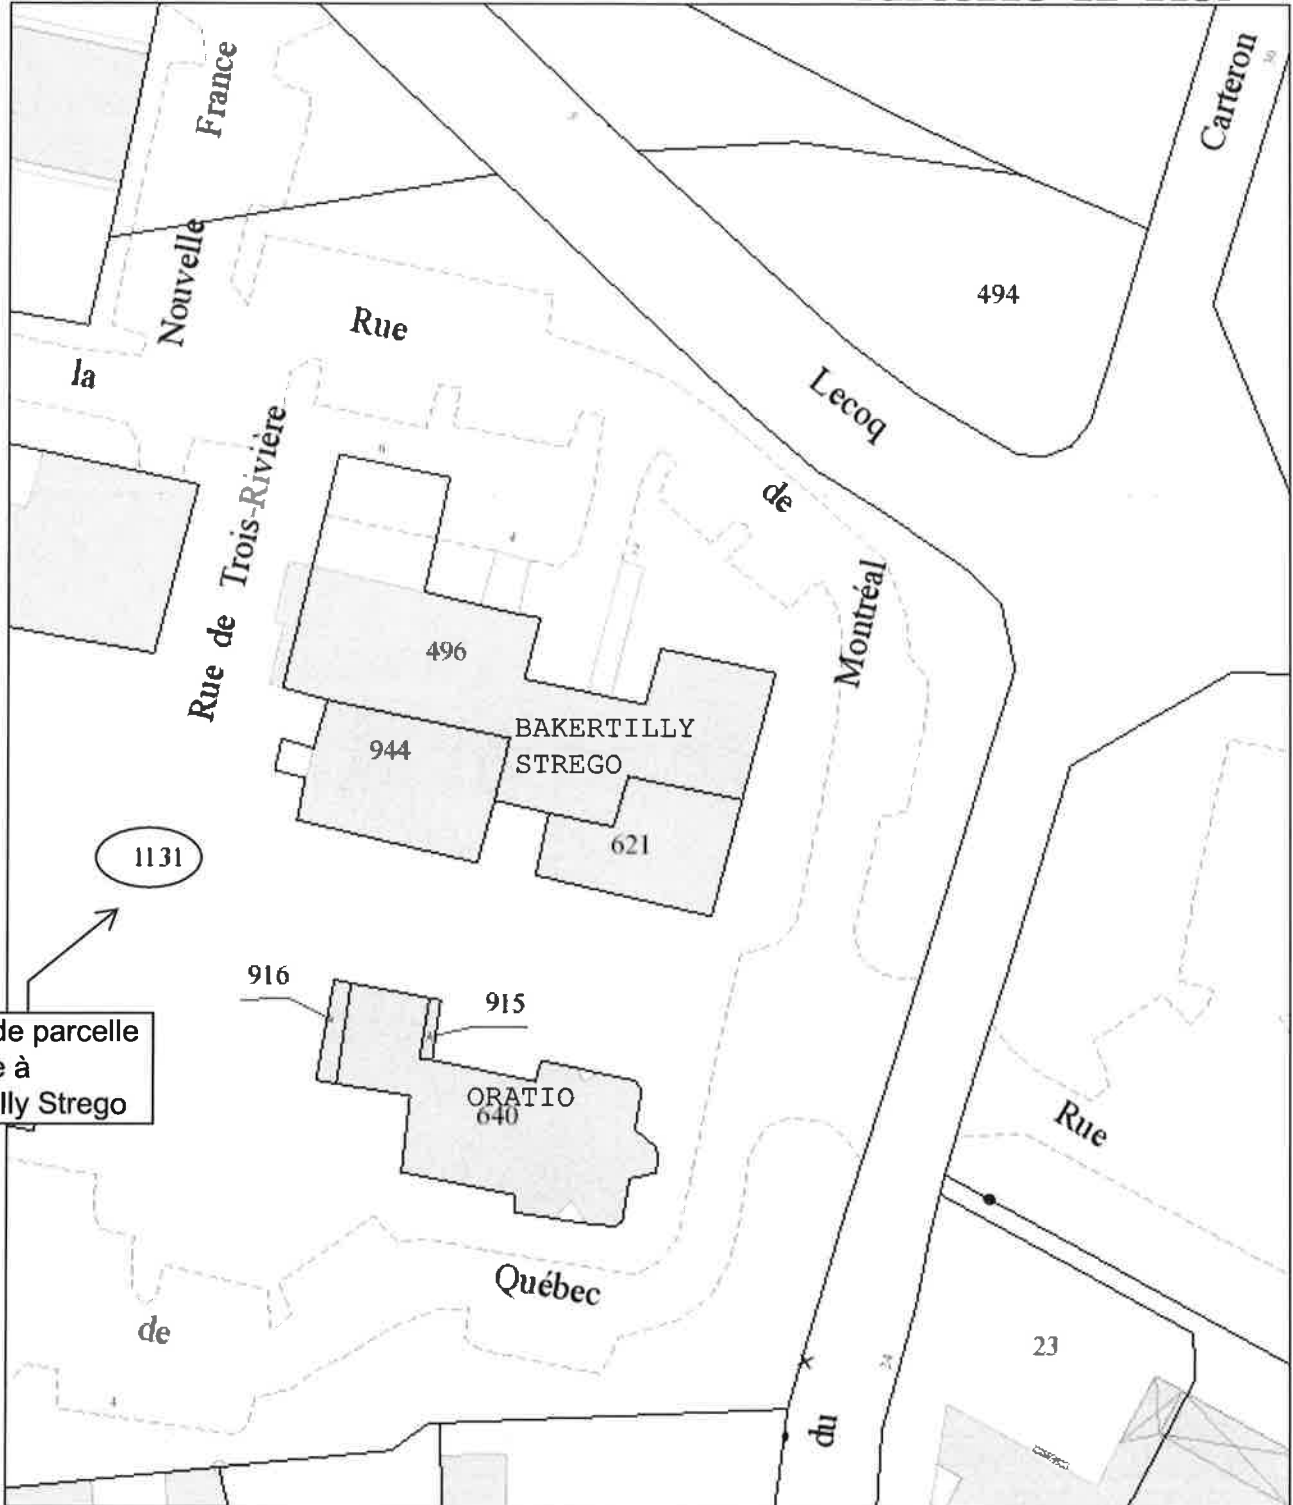 Carteron
France
Nouvelle
494
Rue
la
Lecoq
de
Rue de Trois-Rivière
Montréal
496
BAKERTILLY
STREGO
944
621
1131
916
915
de parcelle
e à
lly Strego
ORATIO
640
Rue
Québec
de
23
4
du